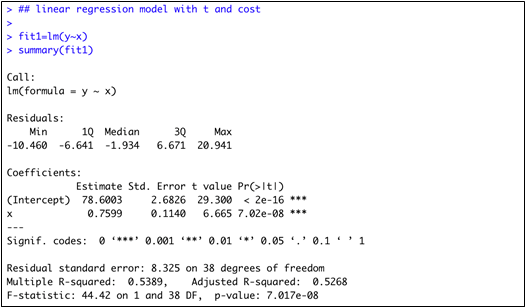 > ## linear regression model with t and cost
>
> fit1=lm(y~x)
> summary(fit1)
Call:
lm(formula = y ~ x)
Residuals:
    Min      1Q  Median      3Q     Max
-10.460  -6.641  -1.934   6.671  20.941
Coefficients:
            Estimate Std. Error t value Pr(>|t|)
(Intercept)  78.6003     2.6826  29.300  < 2e-16 ***
x             0.7599     0.1140   6.665 7.02e-08 ***
---
Signif. codes:  0 ‘***’ 0.001 ‘**’ 0.01 ‘*’ 0.05 ‘.’ 0.1 ‘ ’ 1
Residual standard error: 8.325 on 38 degrees of freedom
Multiple R-squared:  0.5389,    Adjusted R-squared:  0.5268
F-statistic: 44.42 on 1 and 38 DF,  p-value: 7.017e-08